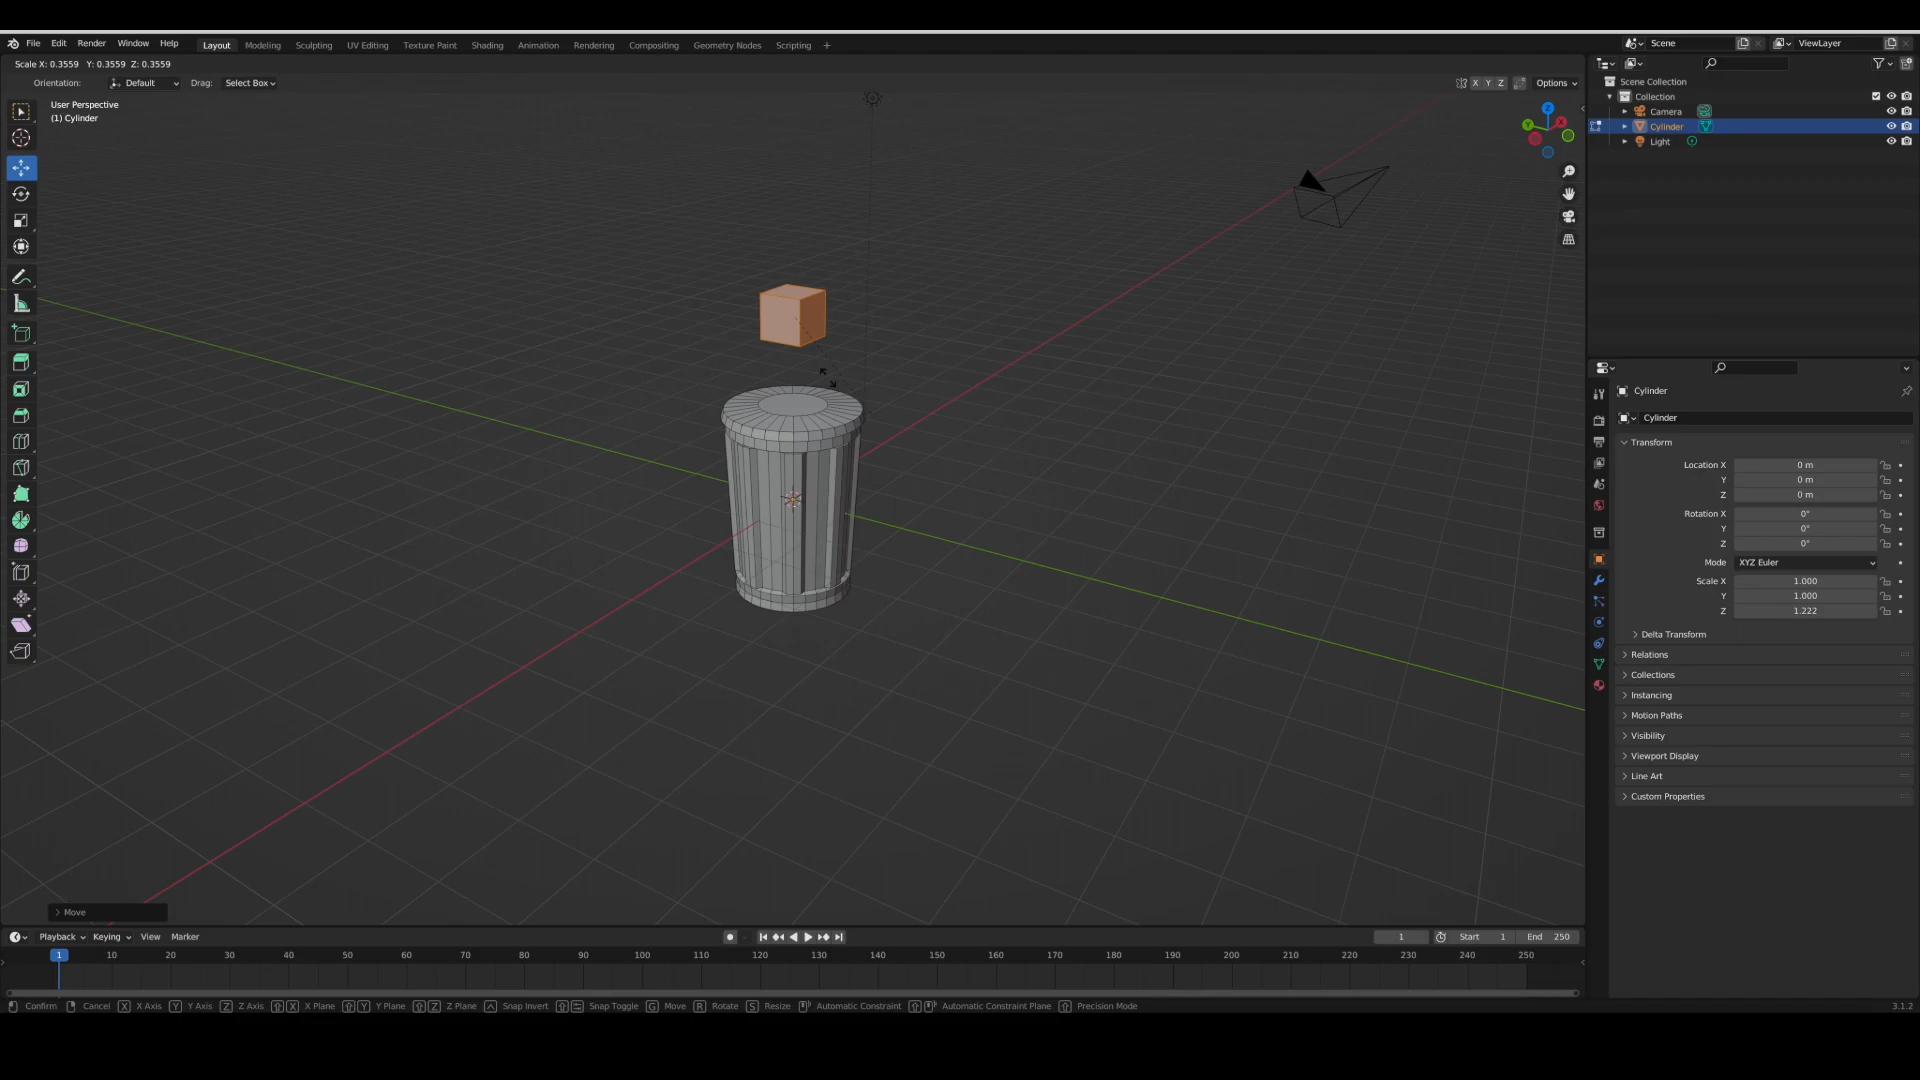 File Edit Render Window Help Layout Modeling Sculpting UV Editing Texture Paint Shading Animation Rendering Compositing Geometry Nodes Scripting + Scene ViewLayer
Scale X: 0.3559 Y: 0.3559 Z: 0.3559
Orientation: Default Drag: Select Box X Y Z Options
User Perspective
(1) Cylinder
Z
Y
X
Move
Scene Collection
Collection
Camera
Cylinder
Light
Cylinder
Cylinder
Transform
Location X 0 m
Y 0 m
Z 0 m
Rotation X 0°
Y 0°
Z 0°
Mode XYZ Euler
Scale X 1.000
Y 1.000
Z 1.222
Delta Transform
Relations
Collections
Instancing
Motion Paths
Visibility
Viewport Display
Line Art
Custom Properties
Playback Keying View Marker 1 Start 1 End 250
1 10 20 30 40 50 60 70 80 90 100 110 120 130 140 150 160 170 180 190 200 210 220 230 240 250
Confirm Cancel X X Axis Y Y Axis Z Z Axis X X Plane Y Y Plane Z Z Plane Snap Invert Snap Toggle G Move R Rotate S Resize Automatic Constraint Automatic Constraint Plane Precision Mode 3.1.2